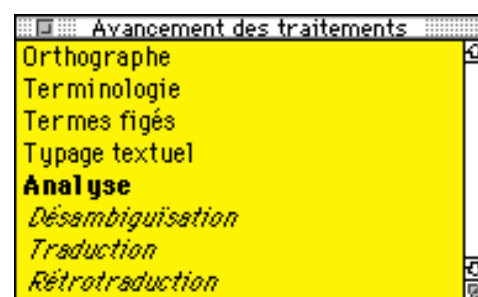 Avancement des traitements
Orthographe
Terminologie
Termes figés
Typage textuel
Analyse
Désambiguïsation
Traduction
Rétrotraduction